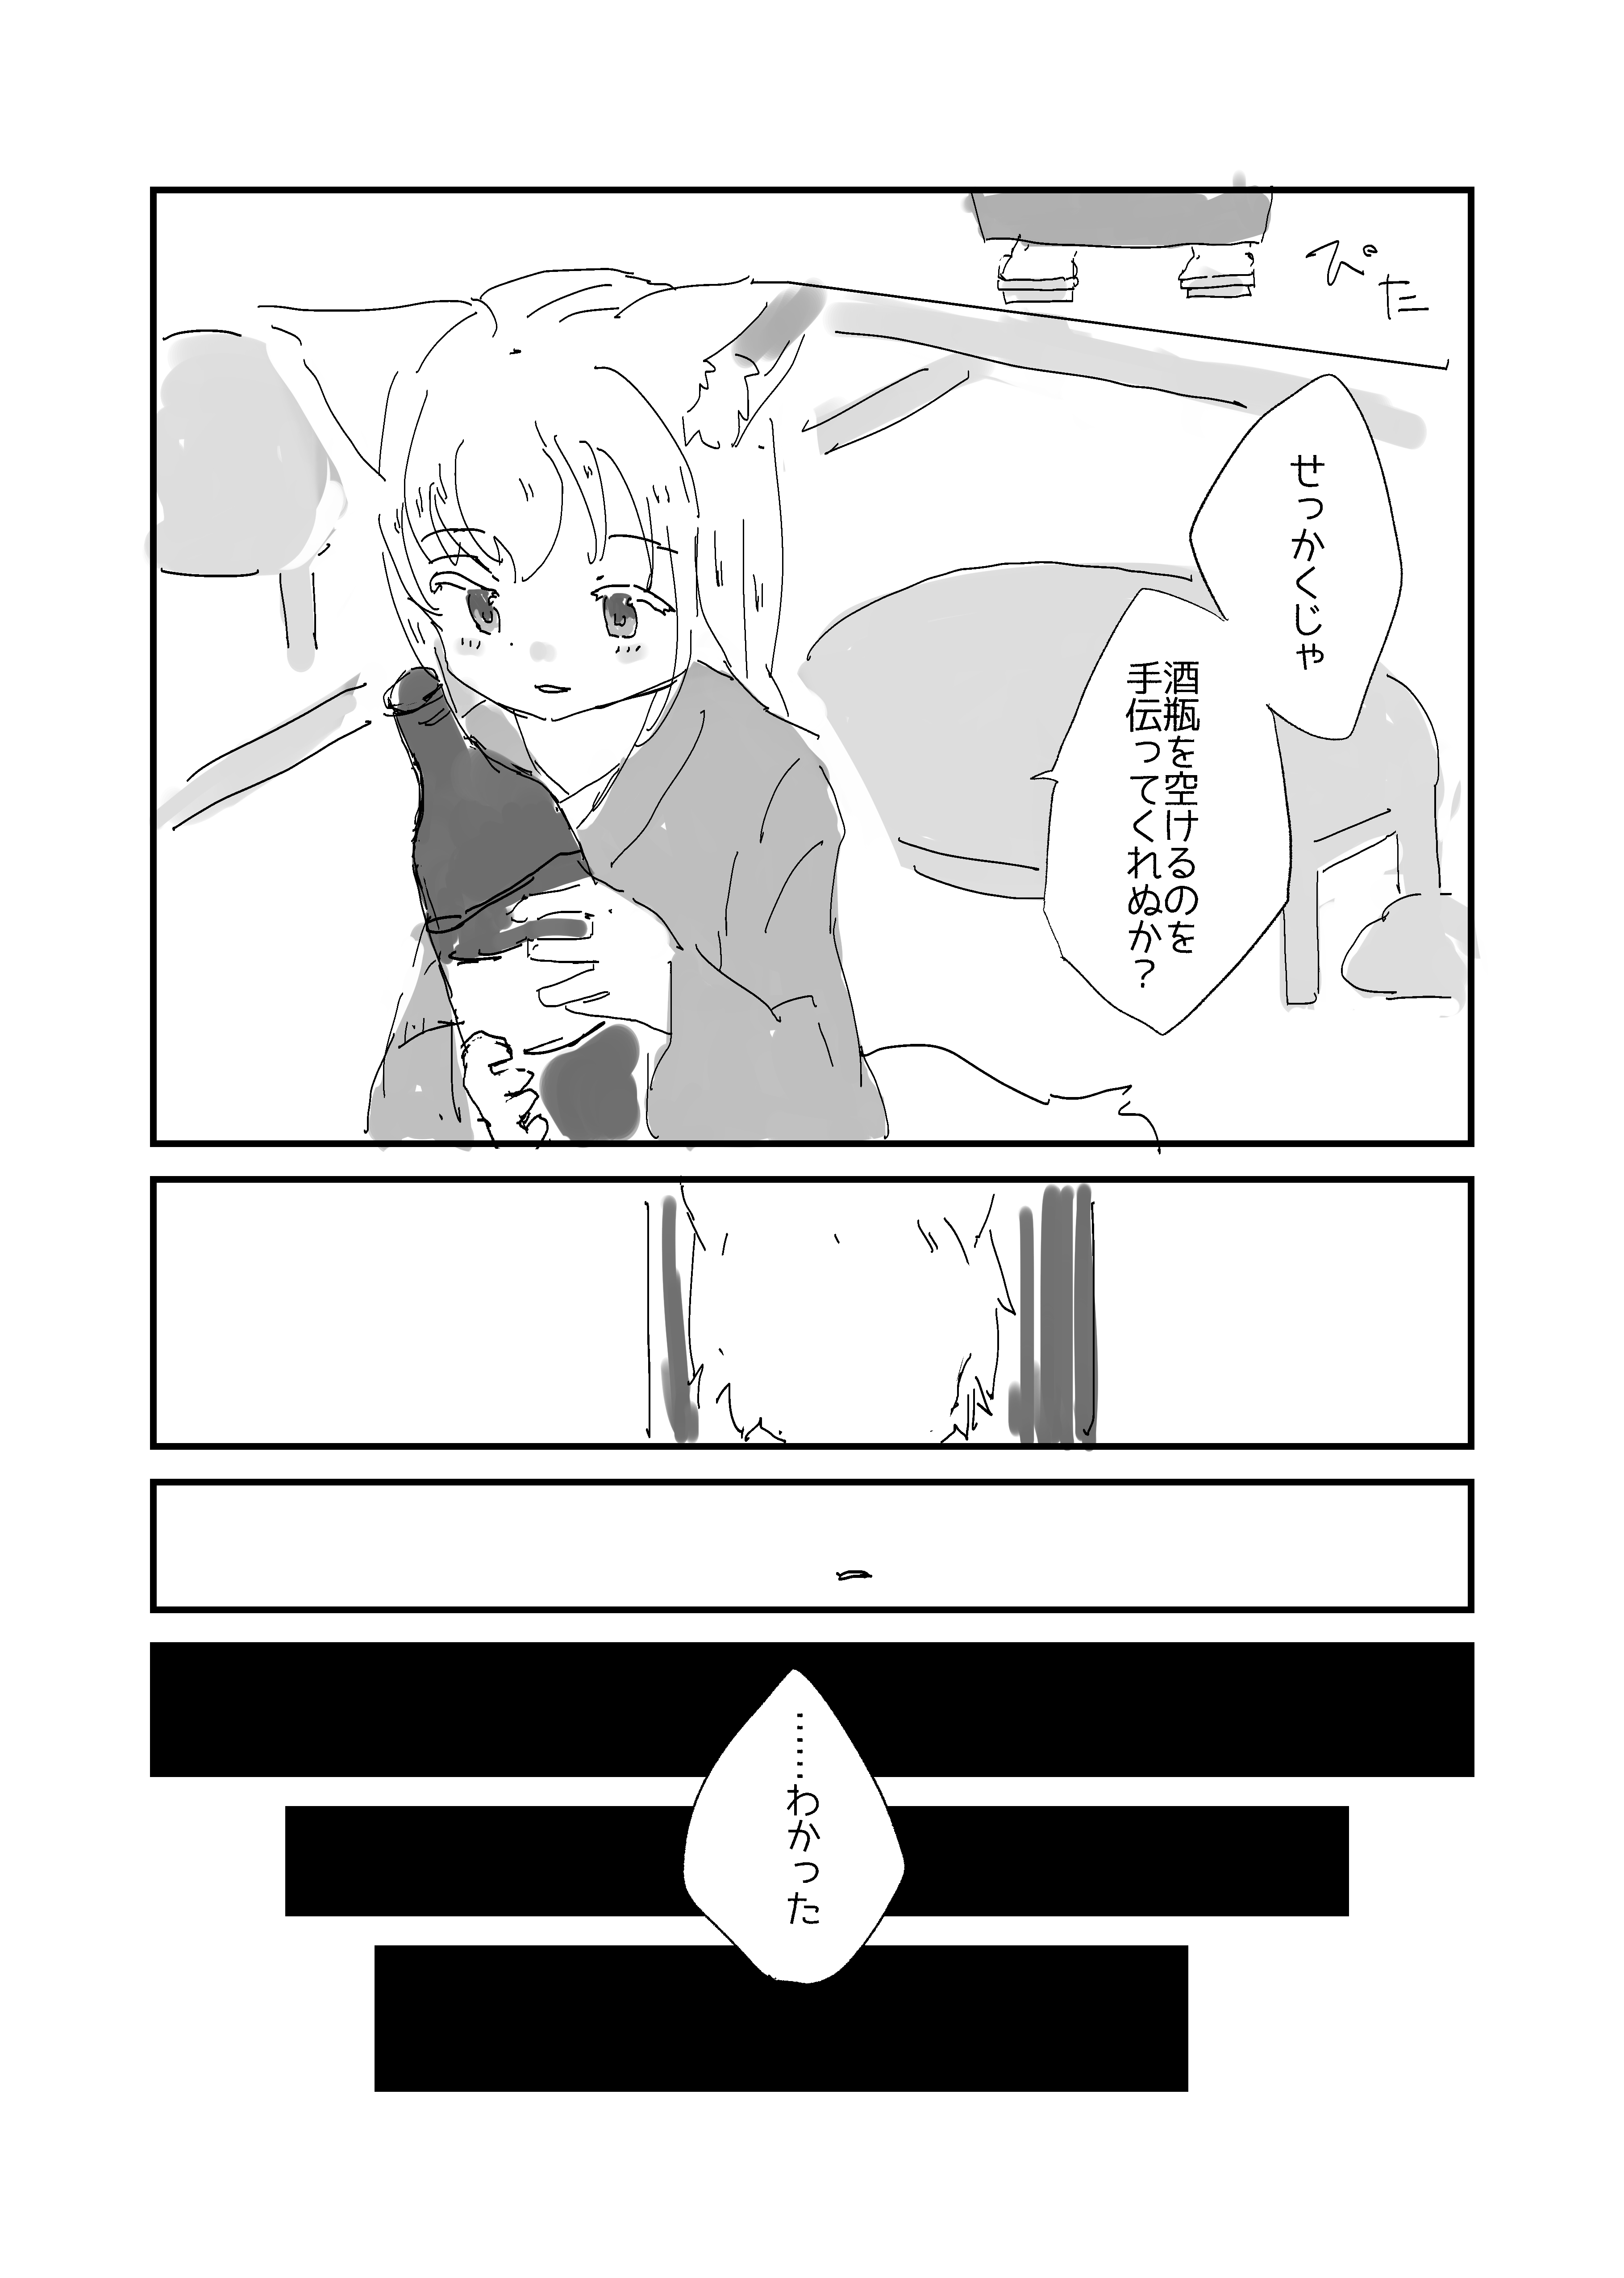 ぴた
せっかくじゃ
酒瓶を空けるのを
手伝ってくれぬか?
……わかった